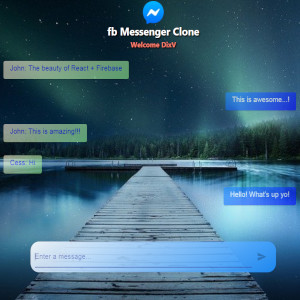 fb Messenger Clone
Welcome DixV
John: The beauty of React + Firebase
This is awesome...!
John: This is amazing!!!
Cess: Hi
Hello! What's up yo!
Enter a message...